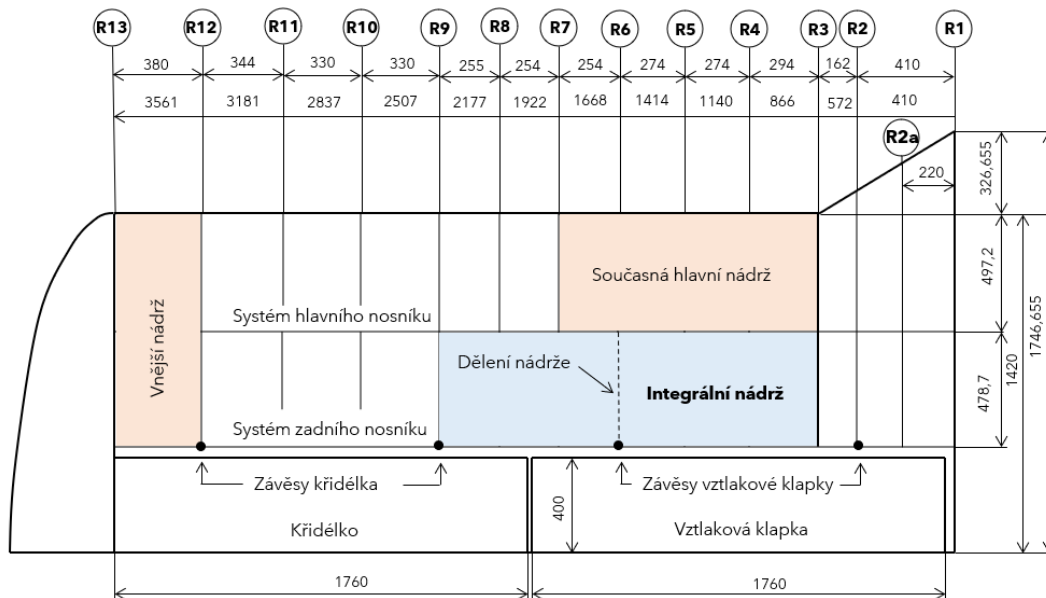 R13 R12 R11 R10 R9 R8 R7 R6 R5 R4 R3 R2 R1
380 344 330 330 255 254 254 274 274 294 162 410
3561 3181 2837 2507 2177 1922 1668 1414 1140 866 572 410
R2a
220
326,655
Současná hlavní nádrž
497,2
Systém hlavního nosníku
Vnější nádrž
1746,655
1420
Dělení nádrže
Integrální nádrž
478,7
Systém zadního nosníku
Závěsy křidélka
Závěsy vztlakové klapky
400
Křidélko
Vztlaková klapka
1760
1760